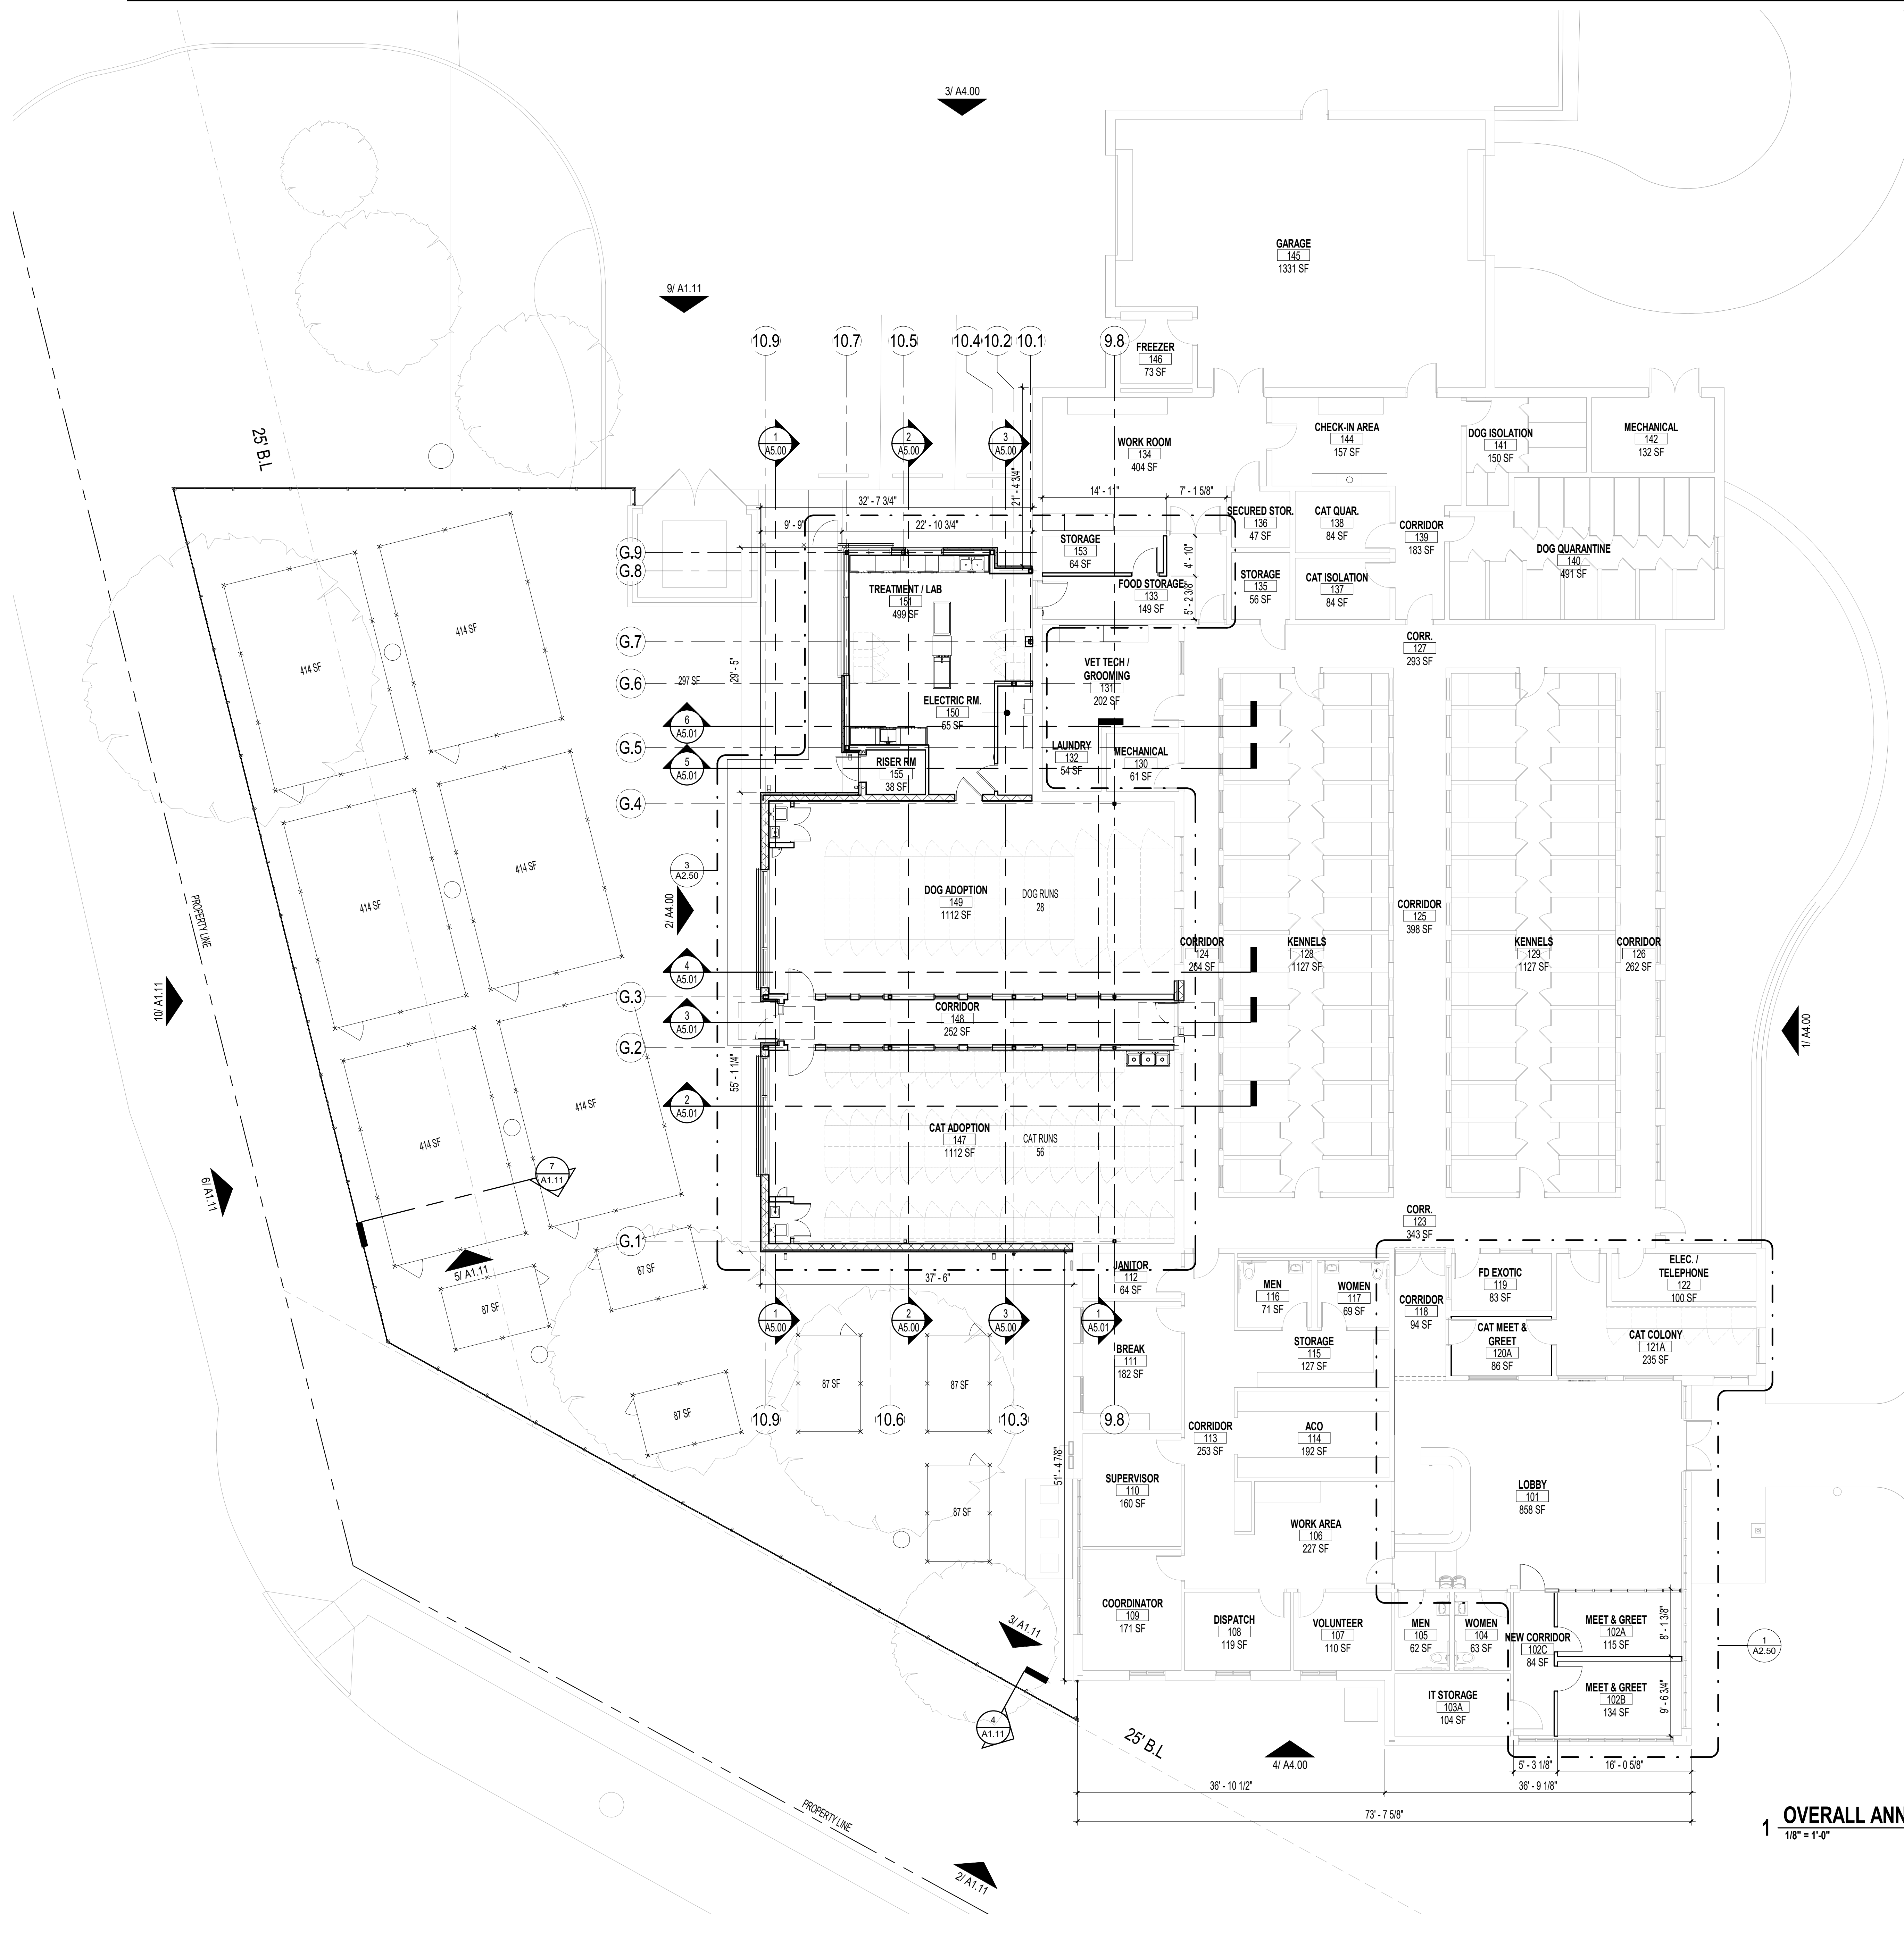 3/ A4.00
GARAGE
145
1331 SF
9/ A1.11
10.9
10.7
10.5
10.4
10.2
10.1
9.8
FREEZER
146
73 SF
25' B.L
1
A5.00
2
A5.00
3
A5.00
WORK ROOM
134
404 SF
CHECK-IN AREA
144
157 SF
DOG ISOLATION
141
150 SF
MECHANICAL
142
132 SF
21' - 4 3/4"
32' - 7 3/4"
14' - 11"
7' - 1 5/8"
9' - 9"
22' - 10 3/4"
SECURED STOR.
136
47 SF
CAT QUAR.
138
84 SF
CORRIDOR
139
183 SF
DOG QUARANTINE
140
491 SF
G.9
G.8
STORAGE
153
64 SF
4' - 10"
FOOD STORAGE
133
149 SF
5' - 2 3/8"
STORAGE
135
56 SF
CAT ISOLATION
137
84 SF
TREATMENT / LAB
151
499 SF
414 SF
414 SF
G.7
G.6
297 SF
29' - 5"
VET TECH /
GROOMING
131
202 SF
CORR.
127
293 SF
ELECTRIC RM.
150
65 SF
6
A5.01
G.5
5
A5.01
RISER RM
155
38 SF
LAUNDRY
132
54 SF
MECHANICAL
130
61 SF
G.4
3
A2.50
2/ A4.00
DOG ADOPTION
149
1112 SF
DOG RUNS
28
414 SF
414 SF
PROPERTY LINE
CORRIDOR
124
264 SF
KENNELS
128
1127 SF
CORRIDOR
125
398 SF
KENNELS
129
1127 SF
CORRIDOR
126
262 SF
4
A5.01
G.3
10/ A1.11
3
A5.01
CORRIDOR
148
252 SF
1/ A4.00
G.2
55' - 1 1/4"
2
A5.01
414 SF
414 SF
CAT ADOPTION
147
1112 SF
CAT RUNS
56
7
A1.11
6/ A1.11
G.1
CORR.
123
343 SF
5/ A1.11
87 SF
87 SF
37' - 6"
JANITOR
112
64 SF
MEN
116
71 SF
WOMEN
117
69 SF
CORRIDOR
118
94 SF
FD EXOTIC
119
83 SF
ELEC. /
TELEPHONE
122
100 SF
1
A5.00
2
A5.00
3
A5.00
1
A5.01
BREAK
111
182 SF
STORAGE
115
127 SF
CAT MEET &
GREET
120A
86 SF
CAT COLONY
121A
235 SF
87 SF
87 SF
87 SF
10.9
10.6
10.3
9.8
CORRIDOR
113
253 SF
ACO
114
192 SF
51' - 4 7/8"
SUPERVISOR
110
160 SF
LOBBY
101
858 SF
87 SF
WORK AREA
106
227 SF
COORDINATOR
109
171 SF
DISPATCH
108
119 SF
VOLUNTEER
107
110 SF
MEN
105
62 SF
WOMEN
104
63 SF
NEW CORRIDOR
102C
84 SF
MEET & GREET
102A
115 SF
8' - 1 3/8"
3/ A1.11
1
A2.50
MEET & GREET
102B
134 SF
9' - 6 3/4"
IT STORAGE
103A
104 SF
4
A1.11
25' B.L
4/ A4.00
5' - 3 1/8"
16' - 0 5/8"
36' - 10 1/2"
36' - 9 1/8"
73' - 7 5/8"
PROPERTY LINE
2/ A1.11
1
OVERALL ANN
1/8" = 1'-0"